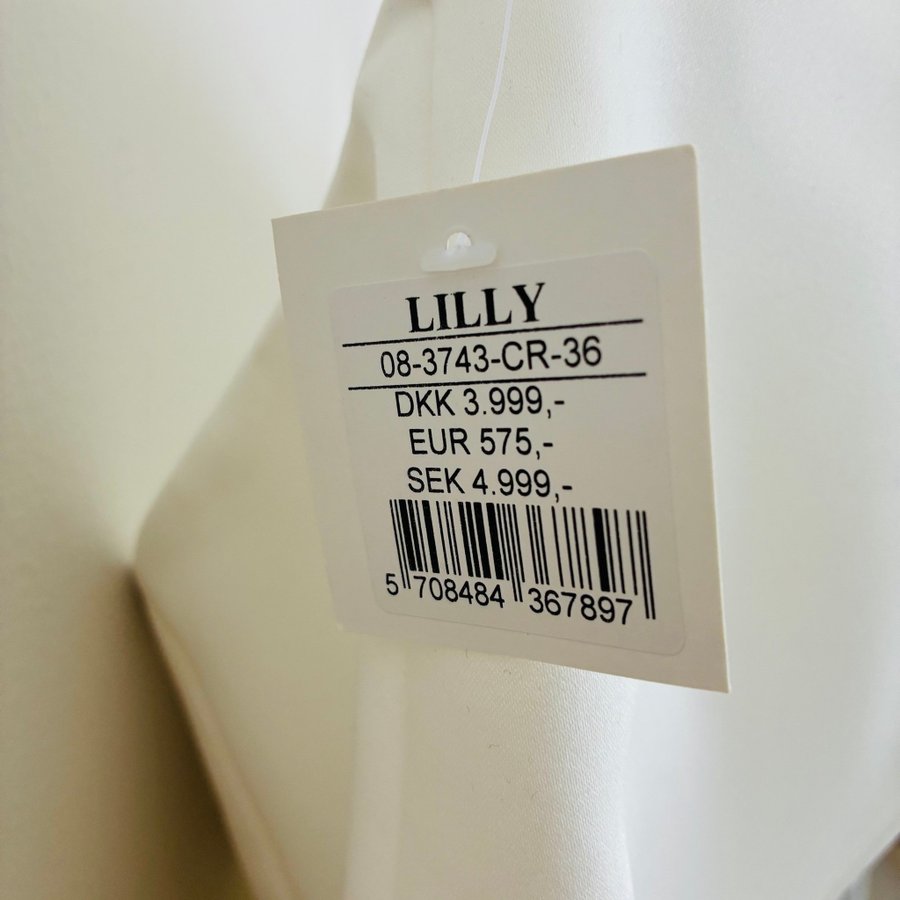 LILLY
08-3743-CR-36
DKK 3.999,-
EUR 575,-
SEK 4.999,-
5 708484 367897